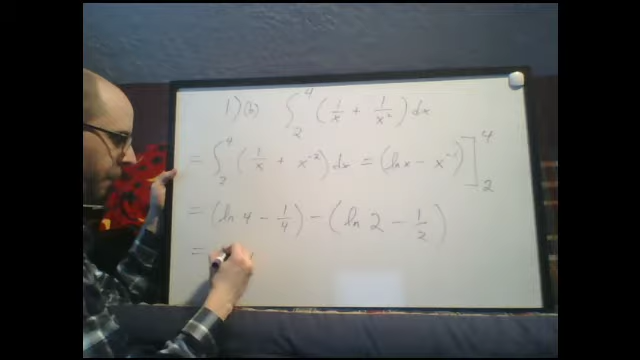 1)(b) ∫₂⁴ (1/x + 1/x²) dx
= ∫₂⁴ (1/x + x⁻²) dx = (ln x − x⁻¹)]₂⁴
= (ln 4 − 1/4) − (ln 2 − 1/2)
=